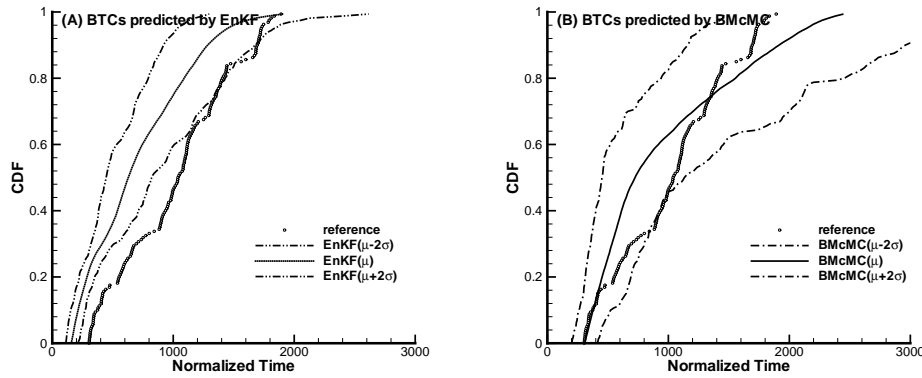 (A) BTCs predicted by EnKF
1
0.8
0.6
0.4
0.2
0
CDF
reference
EnKF(μ-2σ)
EnKF(μ)
EnKF(μ+2σ)
0 1000 2000 3000
Normalized Time
(B) BTCs predicted by BMcMC
1
0.8
0.6
0.4
0.2
0
CDF
reference
BMcMC(μ-2σ)
BMcMC(μ)
BMcMC(μ+2σ)
0 1000 2000 3000
Normalized Time